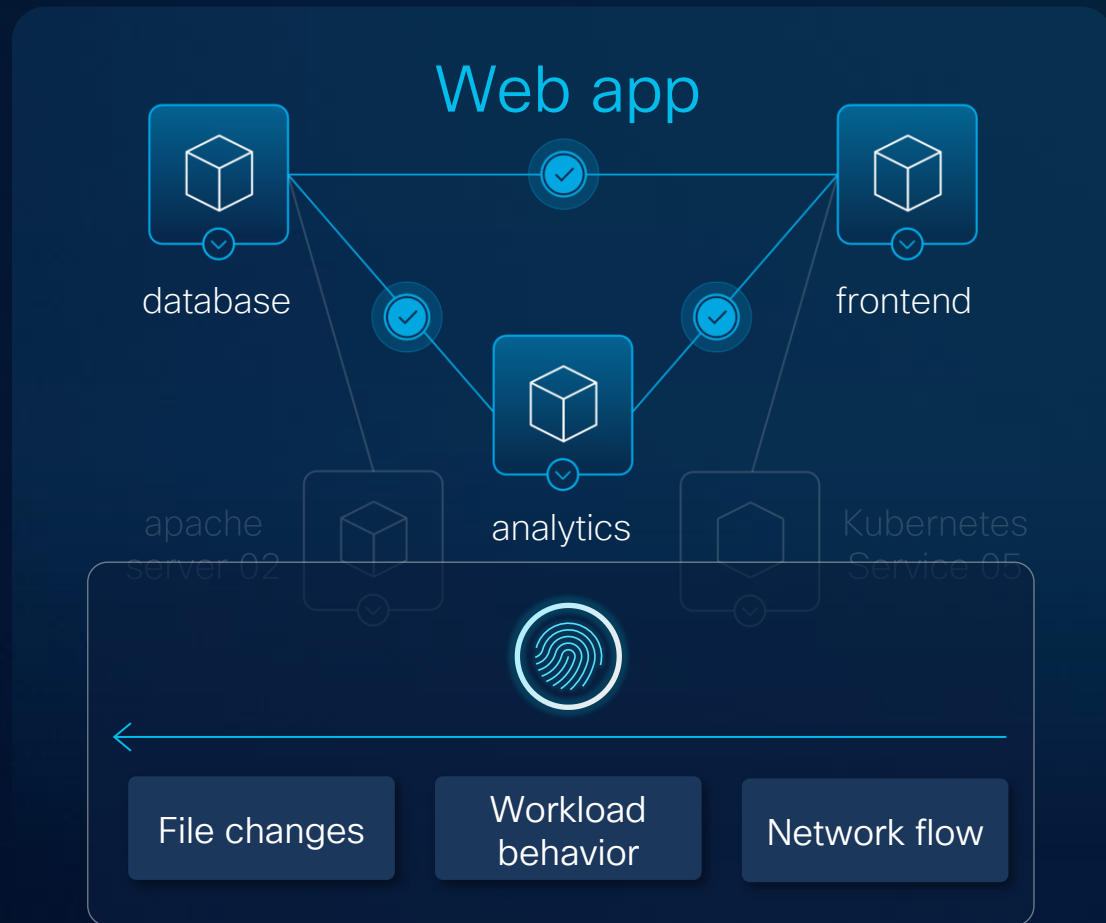 Web app
database
frontend
analytics
apache
server 02
Kubernetes
Service 05
File changes
Workload
behavior
Network flow